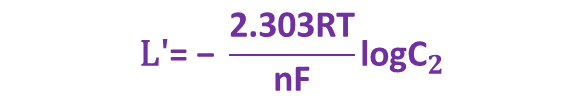 L'= − 2.303RT/nF logC₂